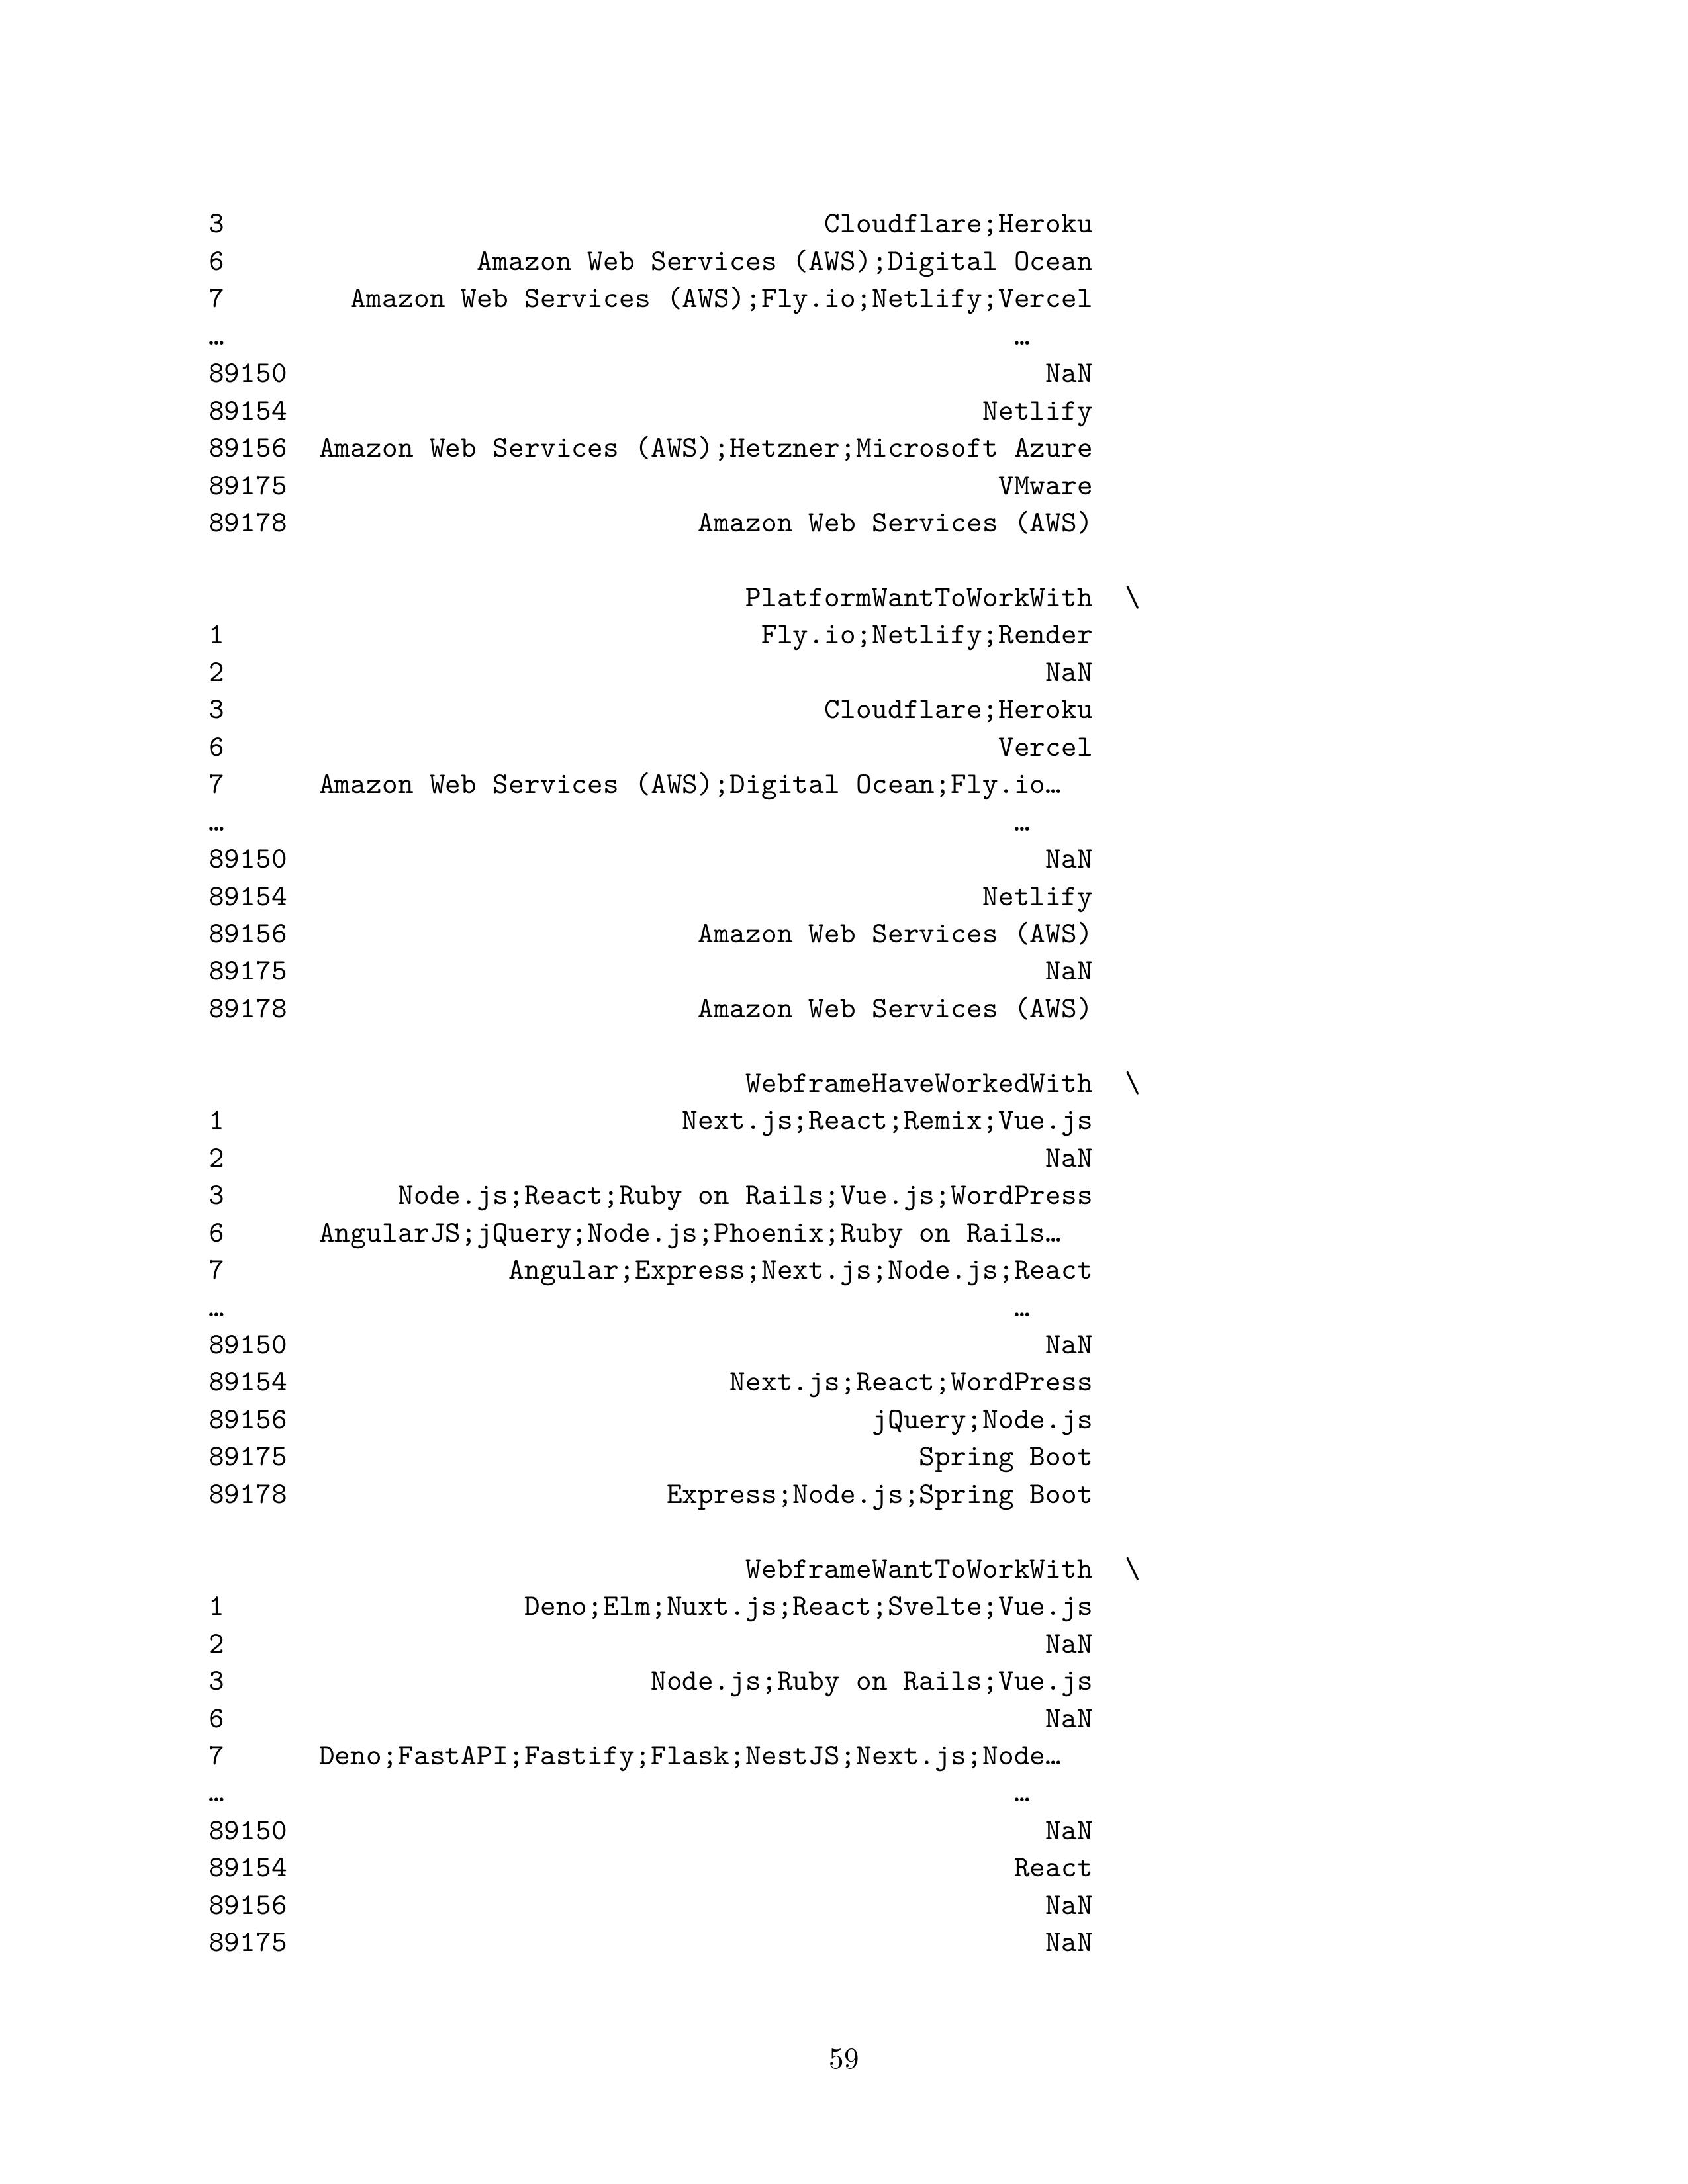 3 Cloudflare;Heroku
6 Amazon Web Services (AWS);Digital Ocean
7 Amazon Web Services (AWS);Fly.io;Netlify;Vercel
… …
89150 NaN
89154 Netlify
89156 Amazon Web Services (AWS);Hetzner;Microsoft Azure
89175 VMware
89178 Amazon Web Services (AWS)
PlatformWantToWorkWith \
1 Fly.io;Netlify;Render
2 NaN
3 Cloudflare;Heroku
6 Vercel
7 Amazon Web Services (AWS);Digital Ocean;Fly.io…
… …
89150 NaN
89154 Netlify
89156 Amazon Web Services (AWS)
89175 NaN
89178 Amazon Web Services (AWS)
WebframeHaveWorkedWith \
1 Next.js;React;Remix;Vue.js
2 NaN
3 Node.js;React;Ruby on Rails;Vue.js;WordPress
6 AngularJS;jQuery;Node.js;Phoenix;Ruby on Rails…
7 Angular;Express;Next.js;Node.js;React
… …
89150 NaN
89154 Next.js;React;WordPress
89156 jQuery;Node.js
89175 Spring Boot
89178 Express;Node.js;Spring Boot
WebframeWantToWorkWith \
1 Deno;Elm;Nuxt.js;React;Svelte;Vue.js
2 NaN
3 Node.js;Ruby on Rails;Vue.js
6 NaN
7 Deno;FastAPI;Fastify;Flask;NestJS;Next.js;Node…
… …
89150 NaN
89154 React
89156 NaN
89175 NaN
59